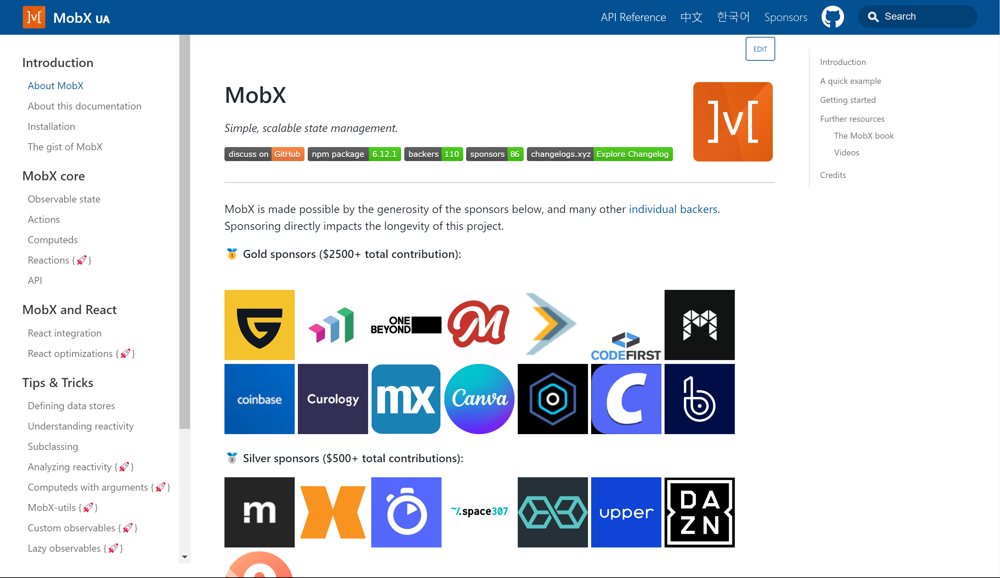 ]v[ MobX UA
API Reference 中文 한국어 Sponsors Search
Introduction
About MobX
About this documentation
Installation
The gist of MobX
MobX core
Observable state
Actions
Computeds
Reactions {🚀}
API
MobX and React
React integration
React optimizations {🚀}
Tips & Tricks
Defining data stores
Understanding reactivity
Subclassing
Analyzing reactivity {🚀}
Computeds with arguments {🚀}
MobX-utils {🚀}
Custom observables {🚀}
Lazy observables {🚀}
EDIT
MobX
]v[
Simple, scalable state management.
discuss on GitHub npm package 6.12.1 backers 110 sponsors 86 changelogs.xyz Explore Changelog
MobX is made possible by the generosity of the sponsors below, and many other individual backers.
Sponsoring directly impacts the longevity of this project.
🥇 Gold sponsors ($2500+ total contribution):
G
ONE
BEYOND
M
CODEFIRST
M
coinbase
Curology
mx
Canva
C
b
🥈 Silver sponsors ($500+ total contributions):
m
~/.space307
upper
DA
ZN
Introduction
A quick example
Getting started
Further resources
The MobX book
Videos
Credits